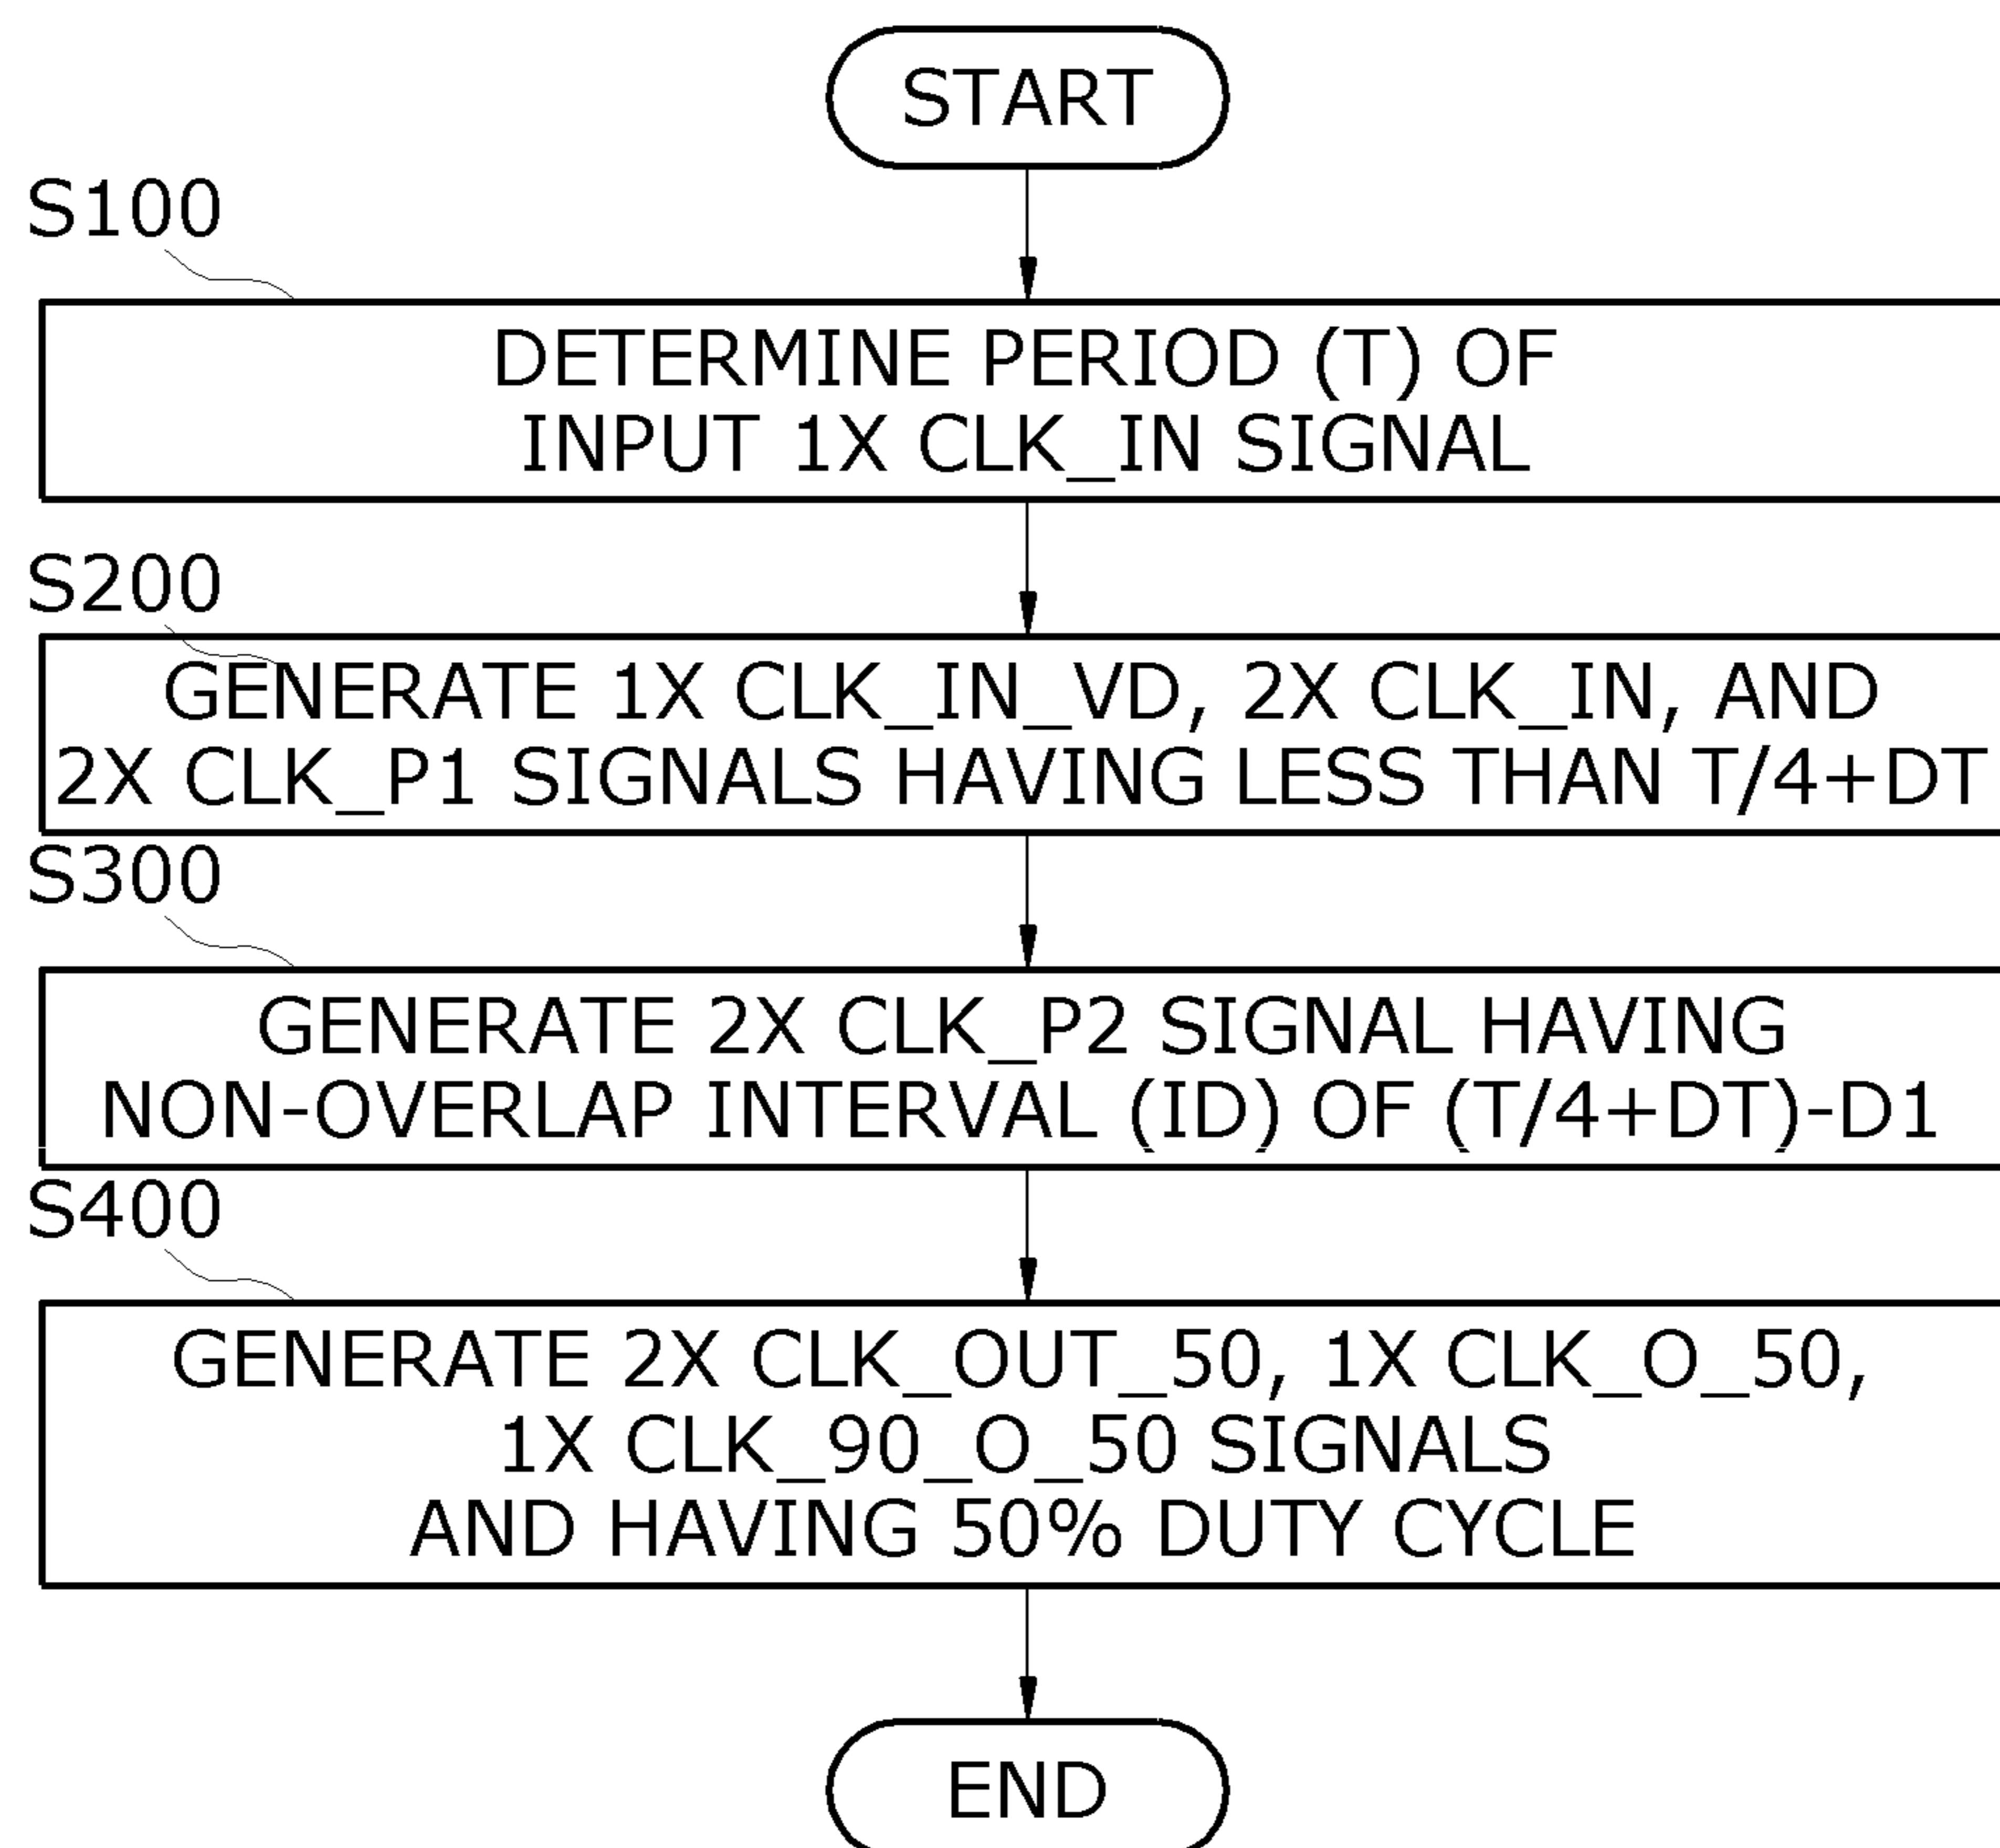 START
S100
DETERMINE PERIOD (T) OF
INPUT 1X CLK_IN SIGNAL
S200
GENERATE 1X CLK_IN_VD, 2X CLK_IN, AND
2X CLK_P1 SIGNALS HAVING LESS THAN T/4+DT
S300
GENERATE 2X CLK_P2 SIGNAL HAVING
NON-OVERLAP INTERVAL (ID) OF (T/4+DT)-D1
S400
GENERATE 2X CLK_OUT_50, 1X CLK_O_50,
1X CLK_90_O_50 SIGNALS
AND HAVING 50% DUTY CYCLE
END